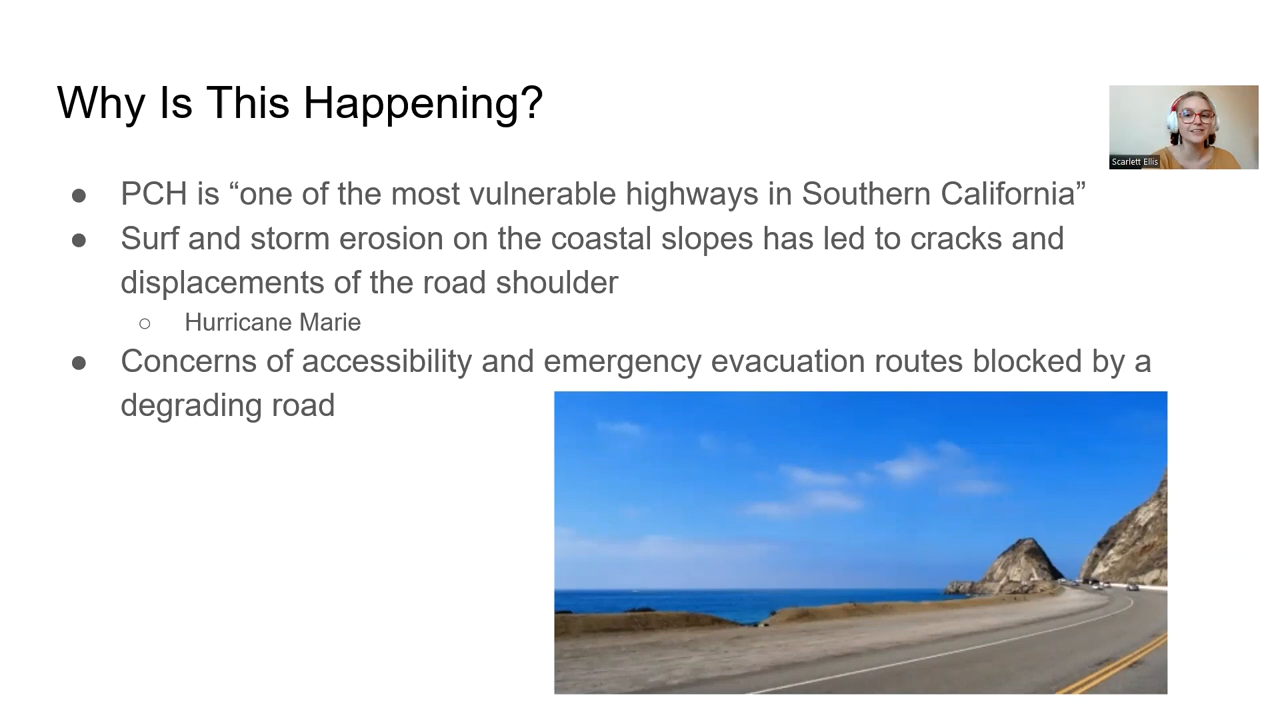 Why Is This Happening?
Scarlett Ellis
● PCH is “one of the most vulnerable highways in Southern California”
● Surf and storm erosion on the coastal slopes has led to cracks and
displacements of the road shoulder
○ Hurricane Marie
● Concerns of accessibility and emergency evacuation routes blocked by a
degrading road